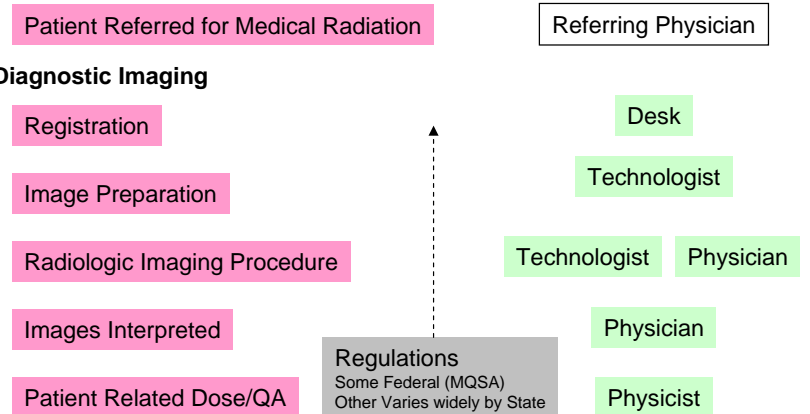 Patient Referred for Medical Radiation
Referring Physician
Diagnostic Imaging
Registration
Desk
Image Preparation
Technologist
Radiologic Imaging Procedure
Technologist
Physician
Images Interpreted
Physician
Regulations
Some Federal (MQSA)
Other Varies widely by State
Patient Related Dose/QA
Physicist